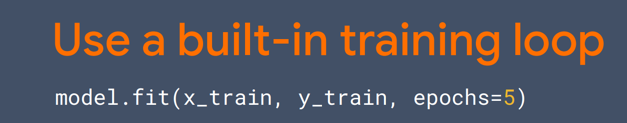 Use a built-in training loop
model.fit(x_train, y_train, epochs=5)